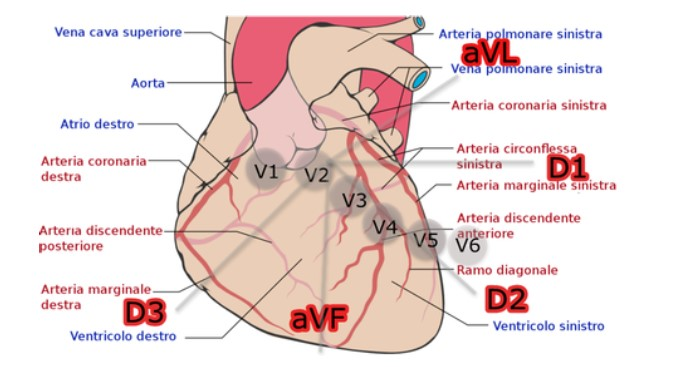 Vena cava superiore
Arteria polmonare sinistra
aVL
Vena polmonare sinistra
Aorta
Arteria coronaria sinistra
Atrio destro
Arteria circonflessa
sinistra
D1
Arteria coronaria
destra
V1
V2
Arteria marginale sinistra
V3
Arteria discendente
anteriore
V4
V5
V6
Arteria discendente
posteriore
Ramo diagonale
Arteria marginale
destra
D3
aVF
D2
Ventricolo destro
Ventricolo sinistro